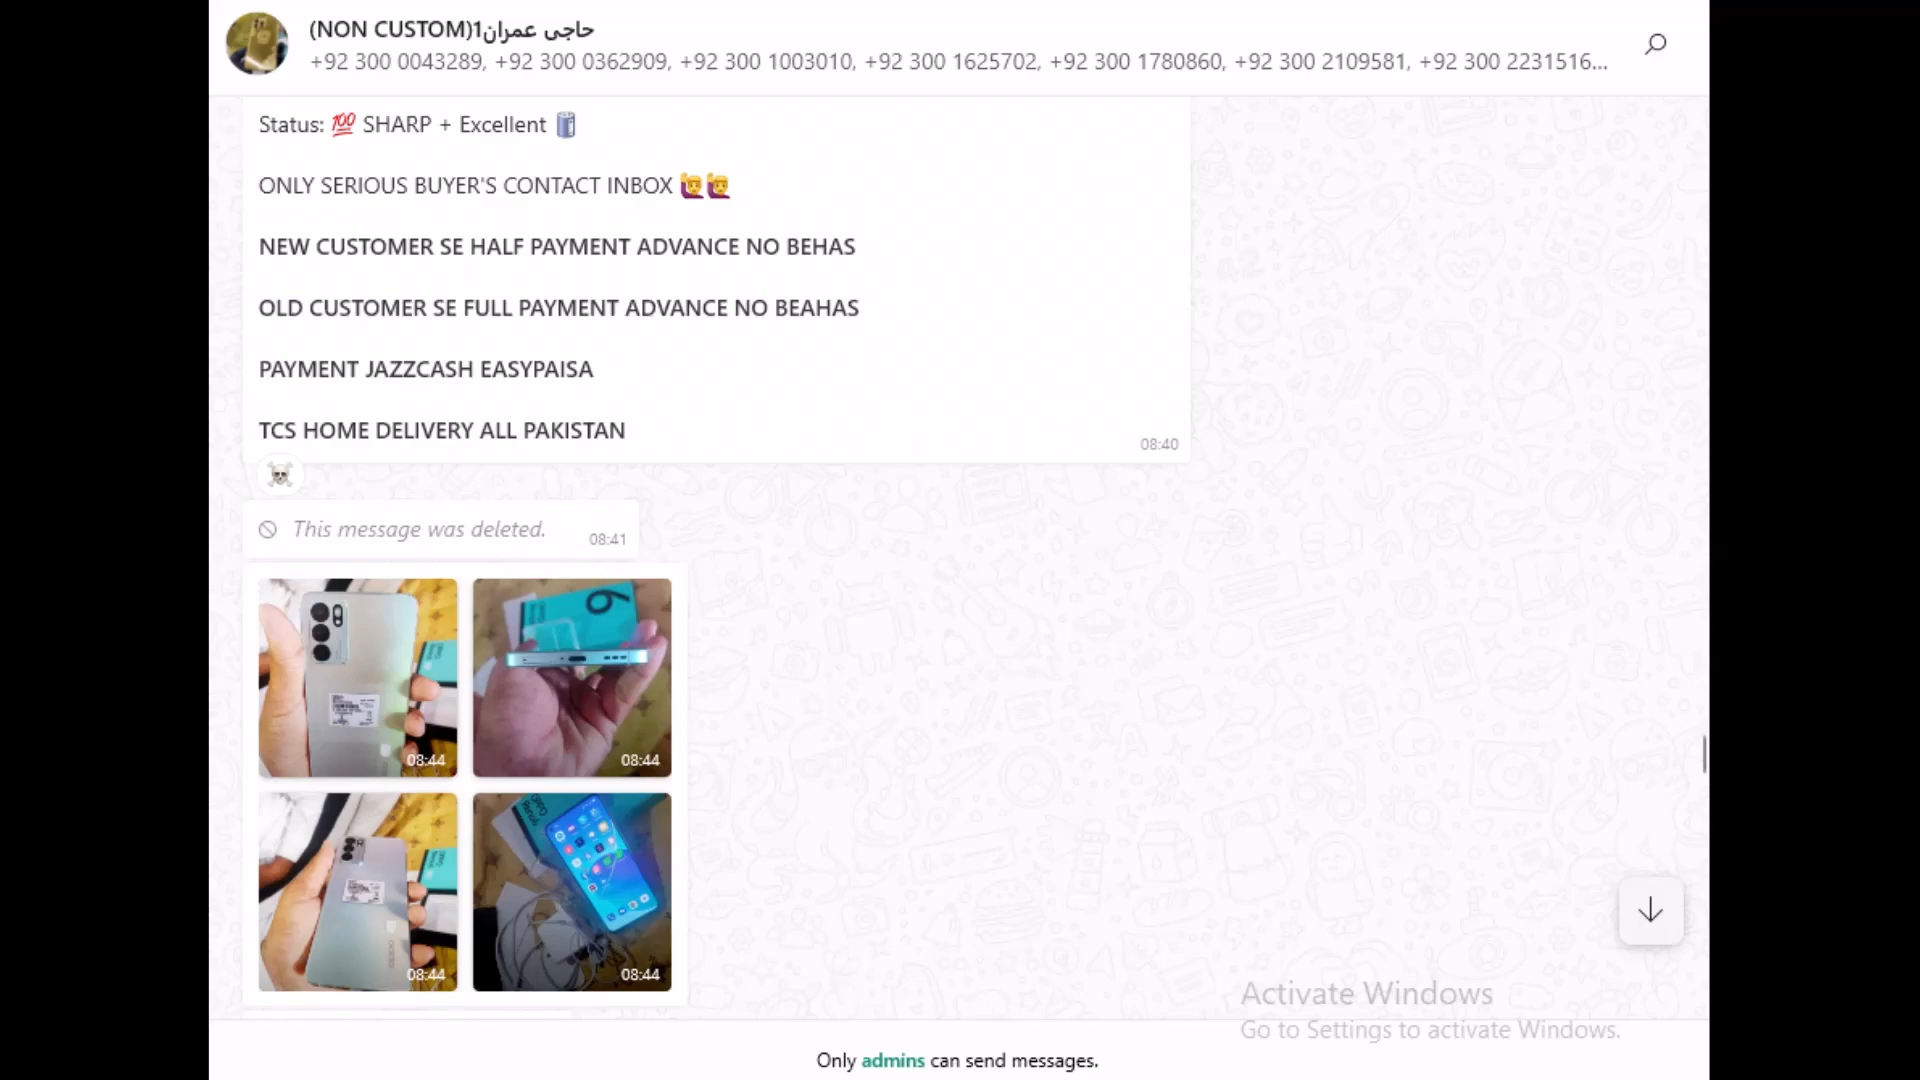 (NON CUSTOM)1حاجی عمران
+92 300 0043289, +92 300 0362909, +92 300 1003010, +92 300 1625702, +92 300 1780860, +92 300 2109581, +92 300 2231516...
Status: 💯 SHARP + Excellent 🛢️
ONLY SERIOUS BUYER'S CONTACT INBOX 🙋‍♂️🙋‍♂️
NEW CUSTOMER SE HALF PAYMENT ADVANCE NO BEHAS
OLD CUSTOMER SE FULL PAYMENT ADVANCE NO BEAHAS
PAYMENT JAZZCASH EASYPAISA
TCS HOME DELIVERY ALL PAKISTAN
08:40
☠️
This message was deleted.
08:41
6
08:44
08:44
OPPO
Reno6
08:44
08:44
Activate Windows
Go to Settings to activate Windows.
Only admins can send messages.